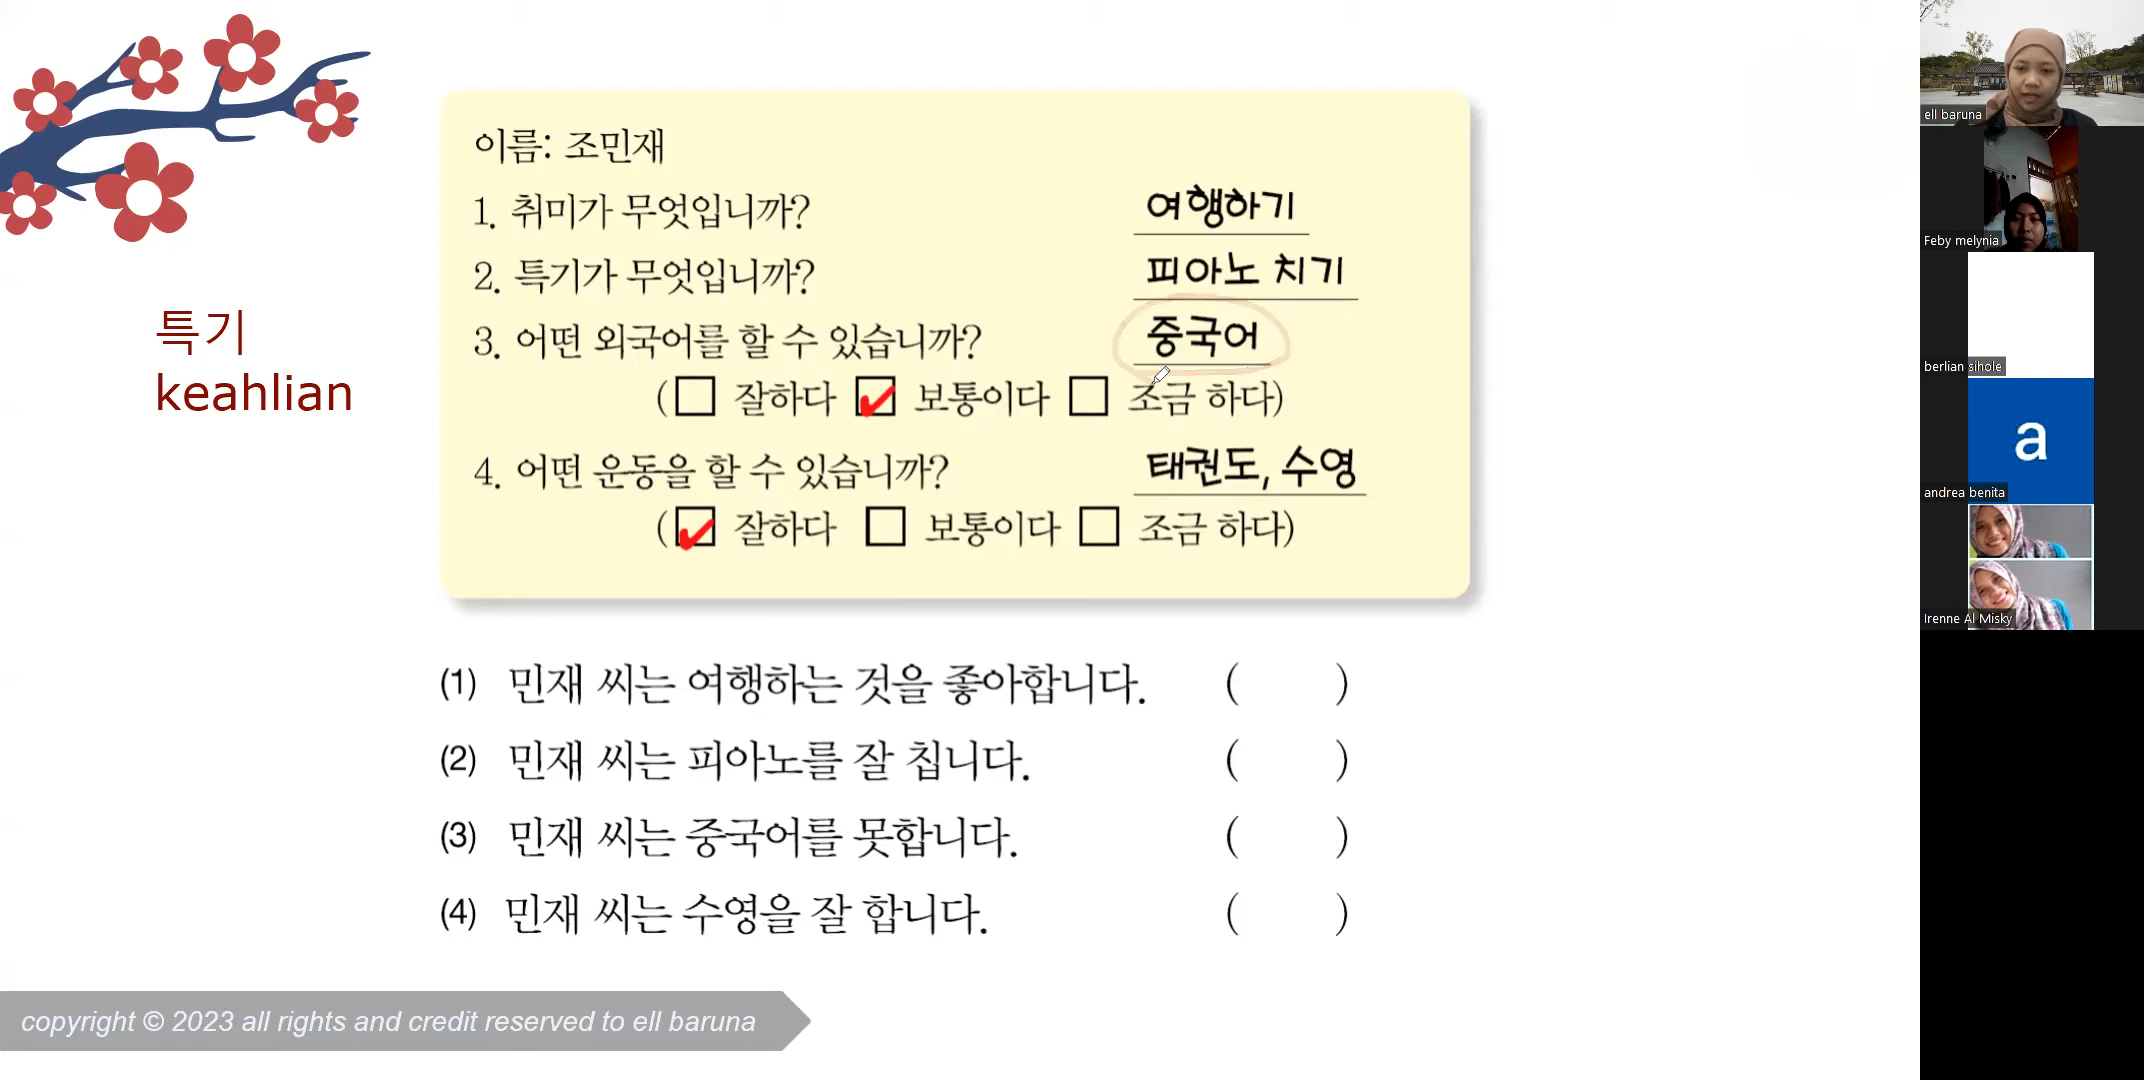 특기
keahlian
이름: 조민재
1. 취미가 무엇입니까? 여행하기
2. 특기가 무엇입니까? 피아노 치기
3. 어떤 외국어를 할 수 있습니까? 중국어
( 잘하다 보통이다 조금 하다)
4. 어떤 운동을 할 수 있습니까? 태권도, 수영
( 잘하다 보통이다 조금 하다)
(1) 민재 씨는 여행하는 것을 좋아합니다. ( )
(2) 민재 씨는 피아노를 잘 칩니다. ( )
(3) 민재 씨는 중국어를 못합니다. ( )
(4) 민재 씨는 수영을 잘 합니다. ( )
copyright © 2023 all rights and credit reserved to ell baruna
ell baruna
Feby melynia
berlian sihole
a
andrea benita
Irenne Al Misky